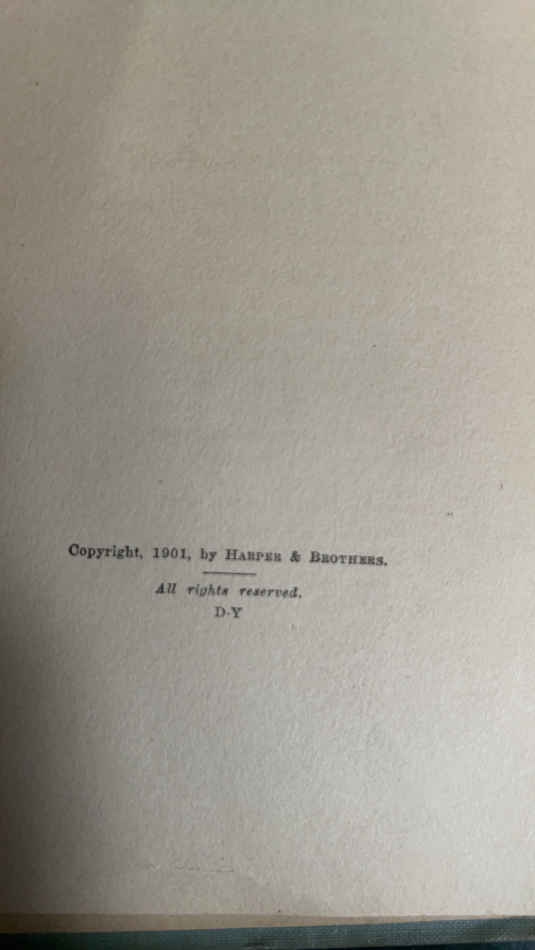 Copyright, 1901, by HARPER & BROTHERS.
All rights reserved.
D-Y